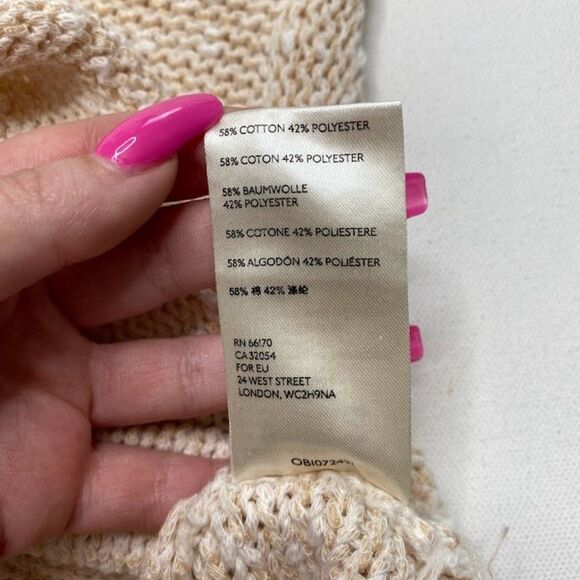 58% COTTON 42% POLYESTER
58% COTON 42% POLYESTER
58% BAUMWOLLE
42% POLYESTER
58% COTONE 42% POLIESTERE
58% ALGODÓN 42% POLIÉSTER
58% 棉 42% 涤纶
RN 66170
CA 32054
FOR EU
24 WEST STREET
LONDON, WC2H9NA